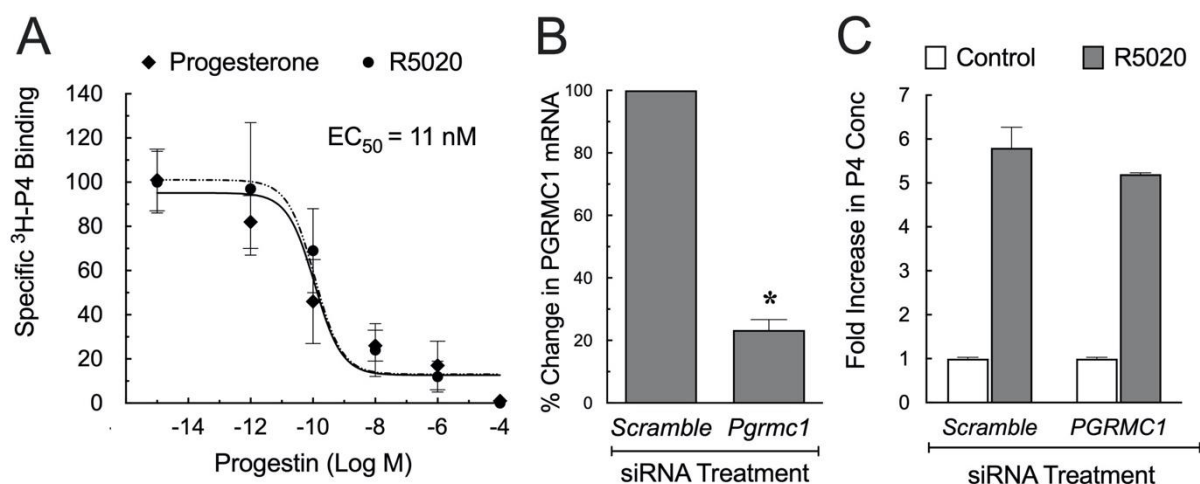 A
Progesterone
R5020
140
120
100
80
60
40
20
0
EC₅₀ = 11 nM
Specific ³H-P4 Binding
-14
-12
-10
-8
-6
-4
Progestin (Log M)
B
% Change in PGRMC1 mRNA
100
80
60
40
20
0
*
Scramble Pgrmc1
siRNA Treatment
C
Control
R5020
Fold Increase in P4 Conc
7
6
5
4
3
2
1
0
Scramble PGRMC1
siRNA Treatment